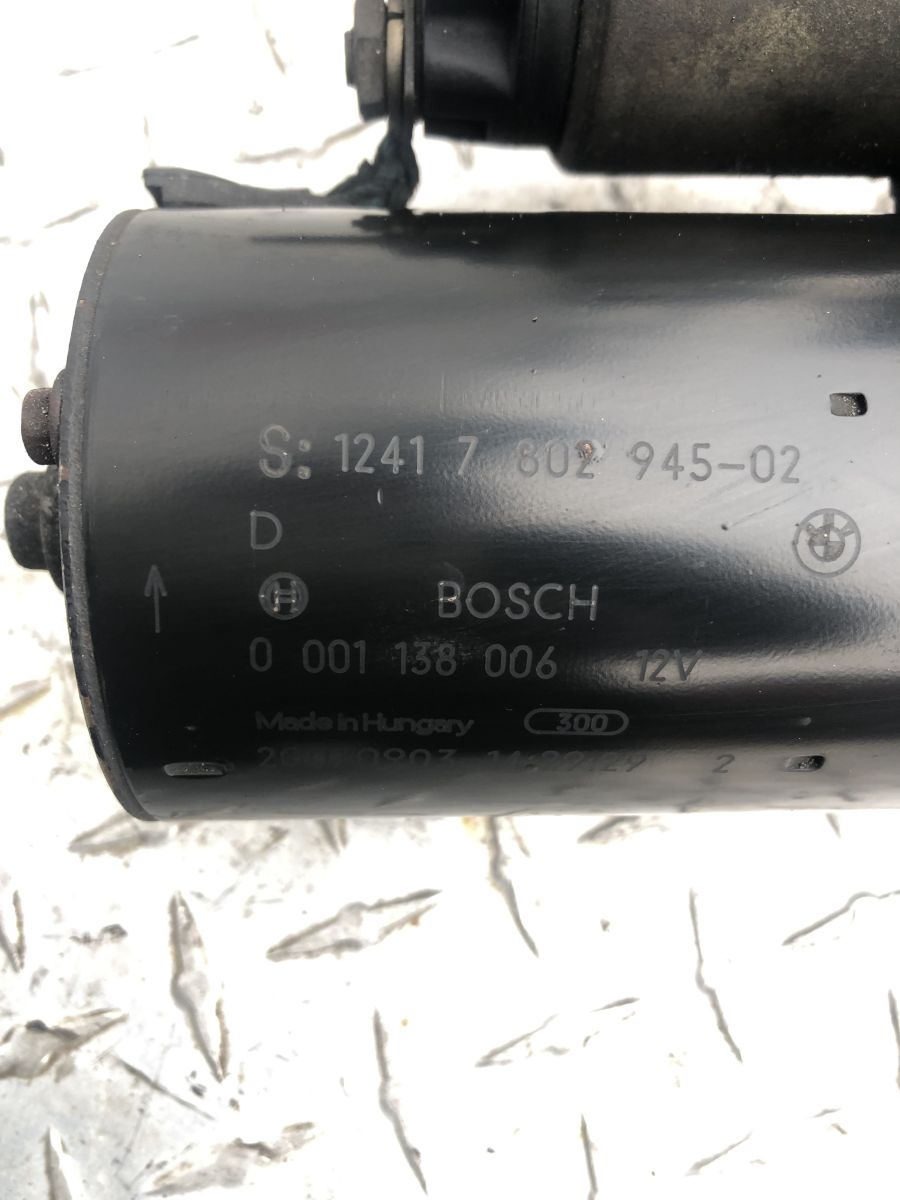 S: 1241 7 802 945-02
D
BOSCH
0 001 138 006 12V
Made in Hungary 300
2